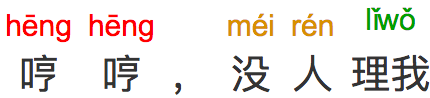 hēng hēng méi rén lǐwǒ
哼 哼 ， 没 人 理我